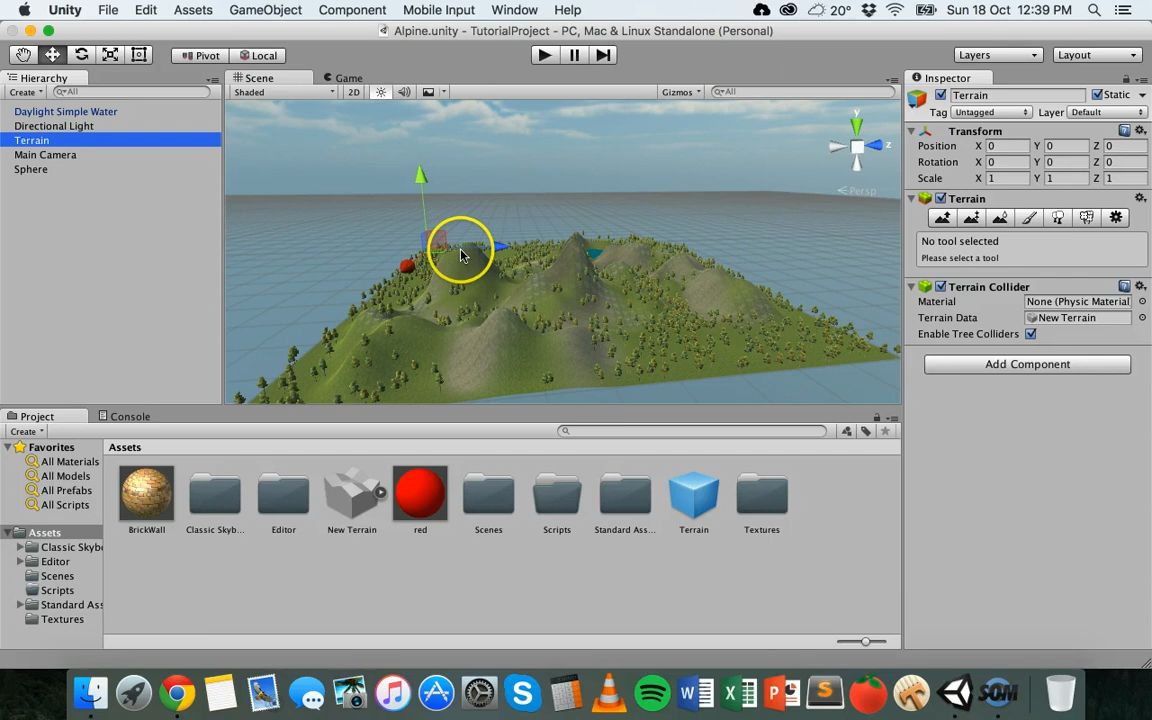 Unity File Edit Assets GameObject Component Mobile Input Window Help 20° Sun 18 Oct 12:39 PM
Alpine.unity - TutorialProject - PC, Mac & Linux Standalone (Personal)
Pivot Local Layers Layout
Hierarchy Scene Game Inspector
Create All Shaded 2D Gizmos All
Terrain Static
Tag Untagged Layer Default
Daylight Simple Water
Directional Light
Terrain
Main Camera
Sphere
y
z
Persp
Transform
Position X 0 Y 0 Z 0
Rotation X 0 Y 0 Z 0
Scale X 1 Y 1 Z 1
Terrain
No tool selected
Please select a tool
Terrain Collider
Material None (Physic Material
Terrain Data New Terrain
Enable Tree Colliders
Add Component
Project Console
Create
Favorites
All Materials
All Models
All Prefabs
All Scripts
Assets
Classic Skybo
Editor
Scenes
Scripts
Standard Ass
Textures
Assets
BrickWall Classic Skyb... Editor New Terrain red Scenes Scripts Standard Ass... Terrain Textures
SOM